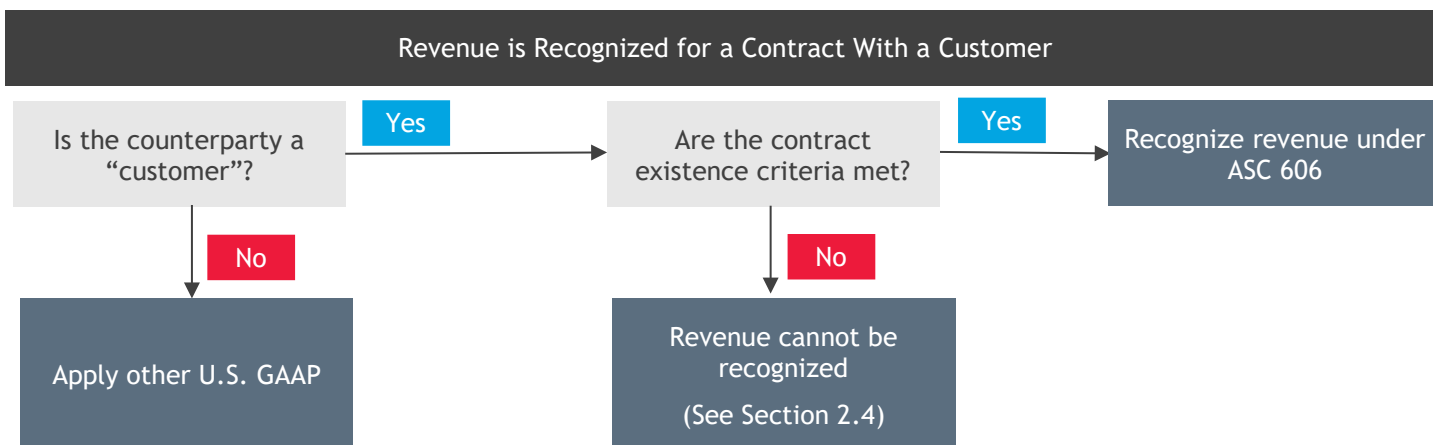 Revenue is Recognized for a Contract With a Customer
Is the counterparty a
“customer”?
Yes
Are the contract
existence criteria met?
Yes
Recognize revenue under
ASC 606
No
No
Apply other U.S. GAAP
Revenue cannot be
recognized
(See Section 2.4)